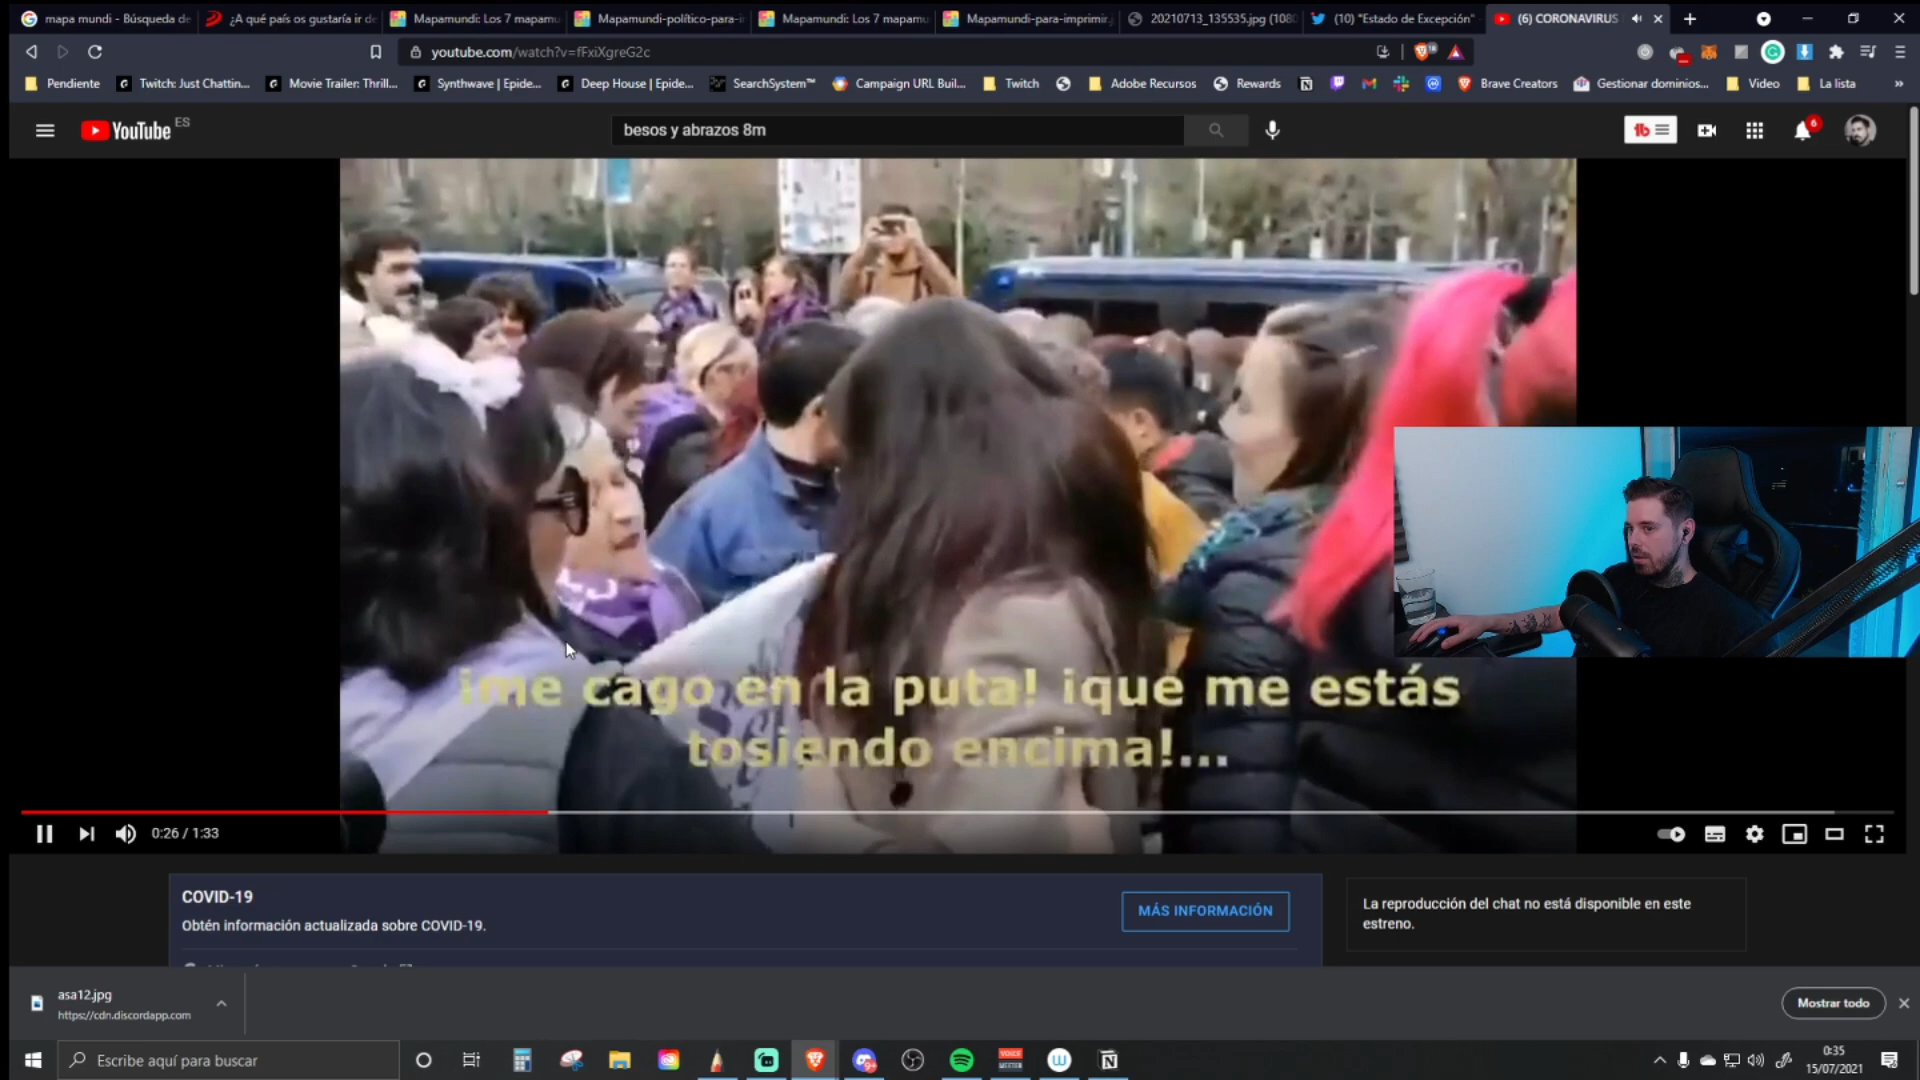 mapa mundi - Búsqueda de
¿A qué país os gustaría ir de
Mapamundi: Los 7 mapamu
Mapamundi-político-para-i
Mapamundi: Los 7 mapamu
Mapamundi-para-imprimir.
20210713_135535.jpg (1080
(10) "Estado de Excepción"
(6) CORONAVIRUS
youtube.com/watch?v=fFxiXgreG2c
18
Pendiente
Twitch: Just Chattin...
Movie Trailer: Thrill...
Synthwave | Epide...
Deep House | Epide...
SearchSystem™
Campaign URL Buil...
Twitch
Adobe Recursos
Rewards
Brave Creators
Gestionar dominios...
Video
La lista
»
YouTube ES
besos y abrazos 8m
6
¡me cago en la puta! ¡que me estás
tosiendo encima!...
0:26 / 1:33
COVID-19
Obtén información actualizada sobre COVID-19.
MÁS INFORMACIÓN
La reproducción del chat no está disponible en este
estreno.
asa12.jpg
https://cdn.discordapp.com
Mostrar todo
Escribe aquí para buscar
0:35
15/07/2021